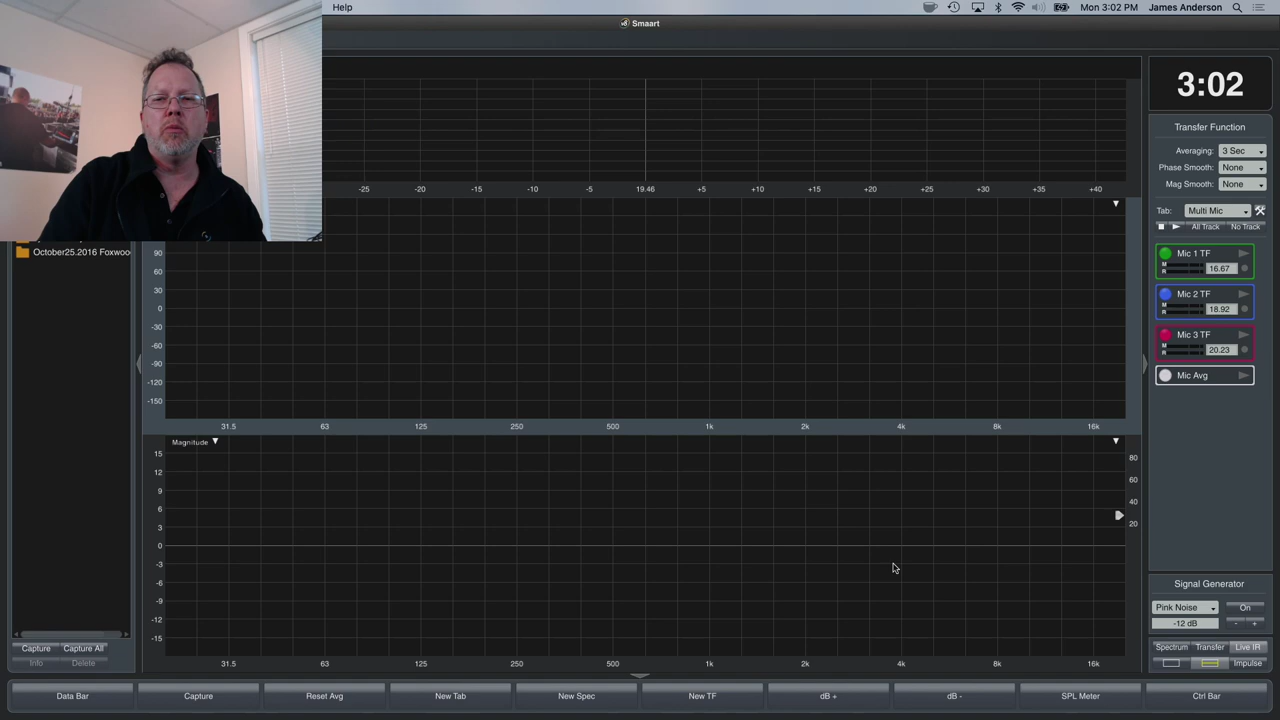 Help
Mon 3:02 PM James Anderson
Smaart
3:02
-25 -20 -15 -10 -5 19.46 +5 +10 +15 +20 +25 +30 +35 +40
Transfer Function
Averaging: 3 Sec
Phase Smooth: None
Mag Smooth: None
Tab: Multi Mic
All Track No Track
Mic 1 TF
M
R 16.67
Mic 2 TF
M
R 18.92
Mic 3 TF
M
R 20.23
Mic Avg
October25.2016 Foxwoo
90
60
30
0
-30
-60
-90
-120
-150
31.5 63 125 250 500 1k 2k 4k 8k 16k
Magnitude
15
12
9
6
3
0
-3
-6
-9
-12
-15
80
60
40
20
31.5 63 125 250 500 1k 2k 4k 8k 16k
Signal Generator
Pink Noise On
-12 dB - +
Spectrum Transfer Live IR
Impulse
Capture Capture All
Info Delete
Data Bar Capture Reset Avg New Tab New Spec New TF dB + dB - SPL Meter Ctrl Bar